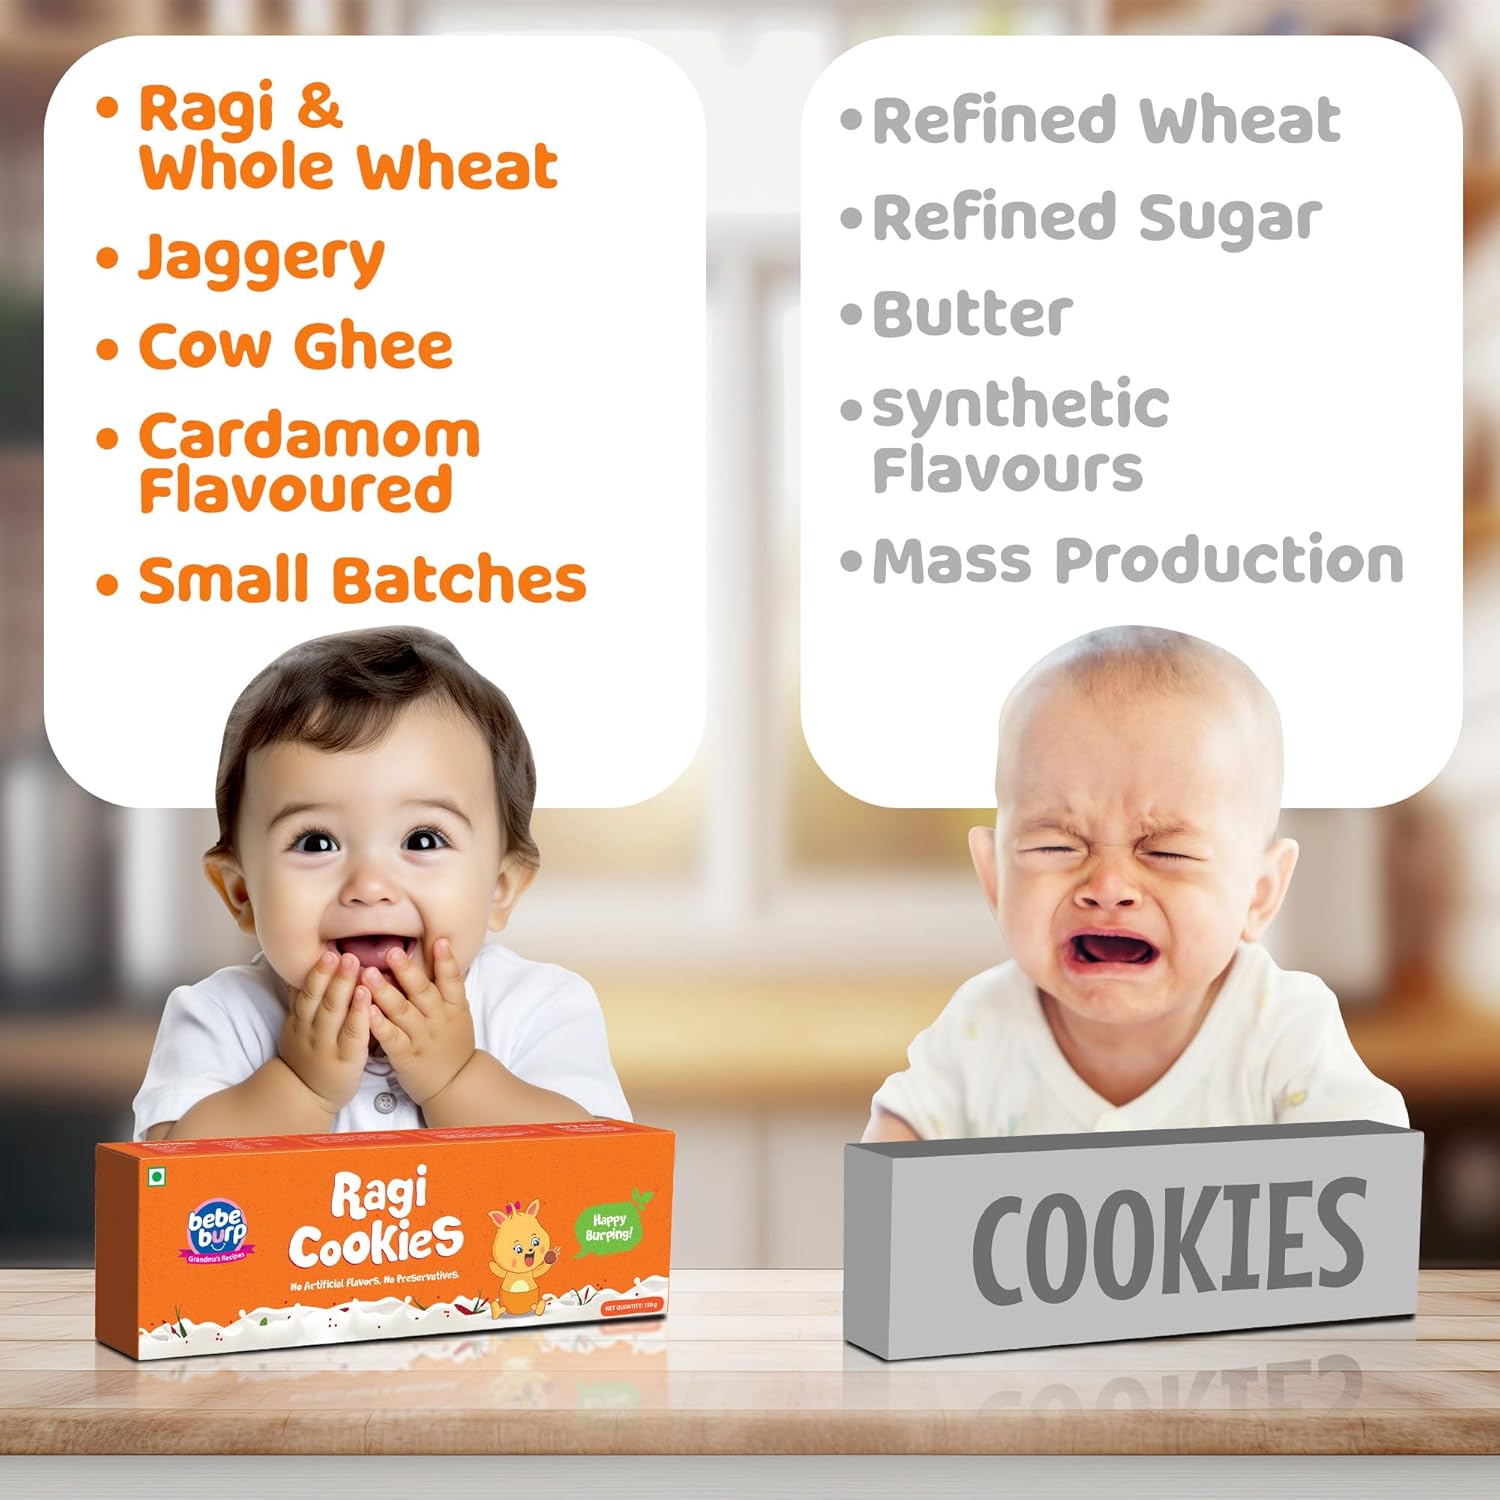 • Ragi &
Whole Wheat
• Jaggery
• Cow Ghee
• Cardamom
Flavoured
• Small Batches
• Refined Wheat
• Refined Sugar
• Butter
• synthetic
Flavours
• Mass Production
bebe
burp
Grandma's Recipes
Ragi
Cookies
No Artificial Flavors, No Preservatives.
Happy
Burping!
NET QUANTITY: 150g
COOKIES